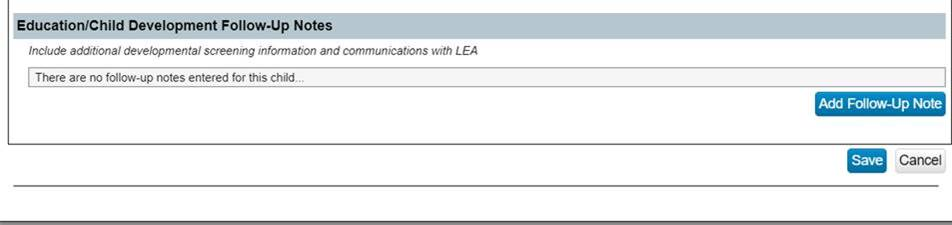 Education/Child Development Follow-Up Notes
Include additional developmental screening information and communications with LEA
There are no follow-up notes entered for this child...
Add Follow-Up Note
Save Cancel